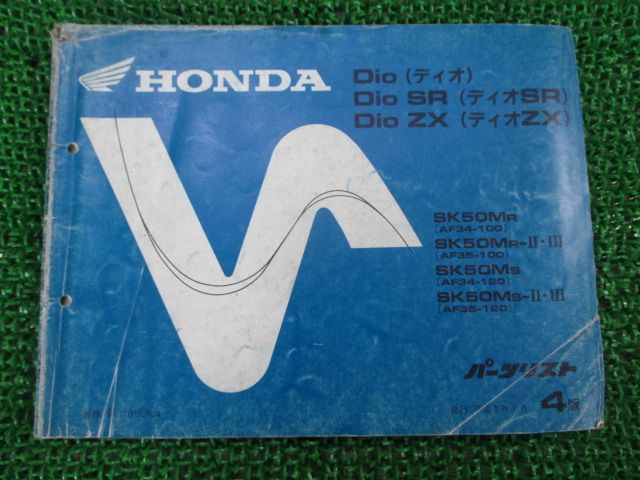 HONDA
Dio (ディオ)
Dio SR (ディオSR)
Dio ZX (ディオZX)
SK50MR
(AF34-100)
SK50MR-II・III
(AF35-100)
SK50MS
(AF34-120)
SK50MS-II・III
(AF35-120)
パーツリスト
4版